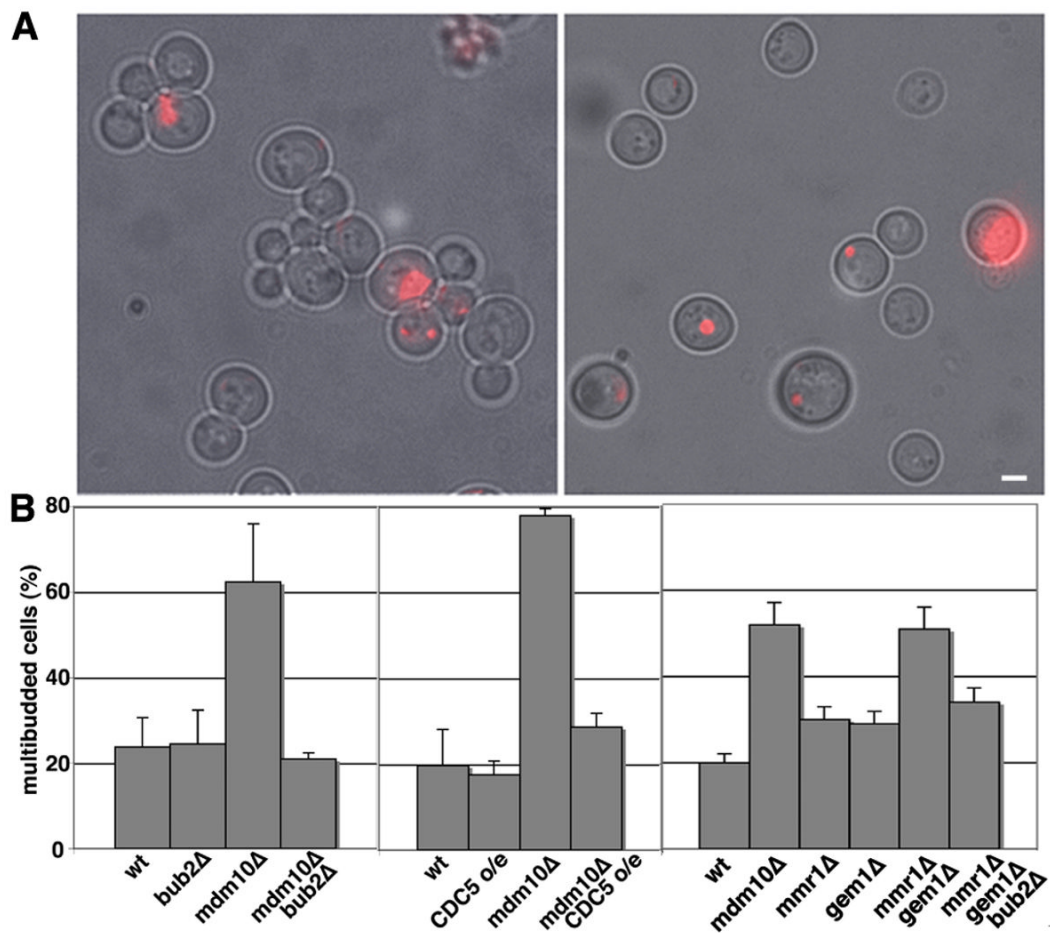 A
B
multibudded cells (%)
80
60
40
20
0
wt
bub2Δ
mdm10Δ
mdm10Δ
bub2Δ
wt
CDC5 o/e
mdm10Δ
mdm10Δ
CDC5 o/e
wt
mdm10Δ
mmr1Δ
gem1Δ
mmr1Δ
gem1Δ
mmr1Δ
gem1Δ
bub2Δ